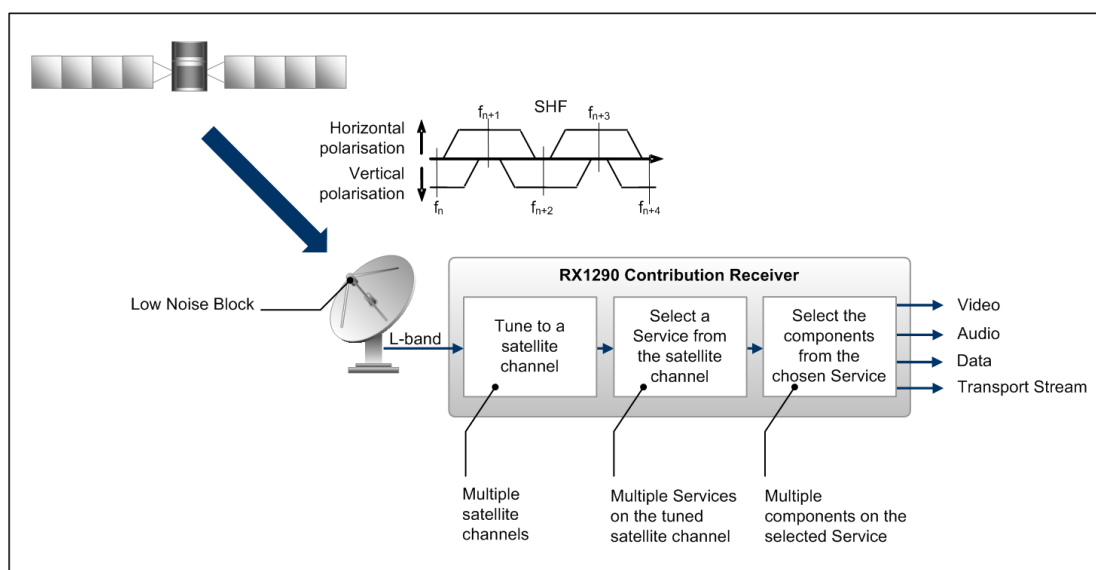 SHF
fn+1
fn+3
Horizontal
polarisation
Vertical
polarisation
fn
fn+2
fn+4
RX1290 Contribution Receiver
Low Noise Block
L-band
Tune to a
satellite
channel
Select a
Service from
the satellite
channel
Select the
components
from the
chosen Service
Video
Audio
Data
Transport Stream
Multiple
satellite
channels
Multiple Services
on the tuned
satellite channel
Multiple
components on the
selected Service